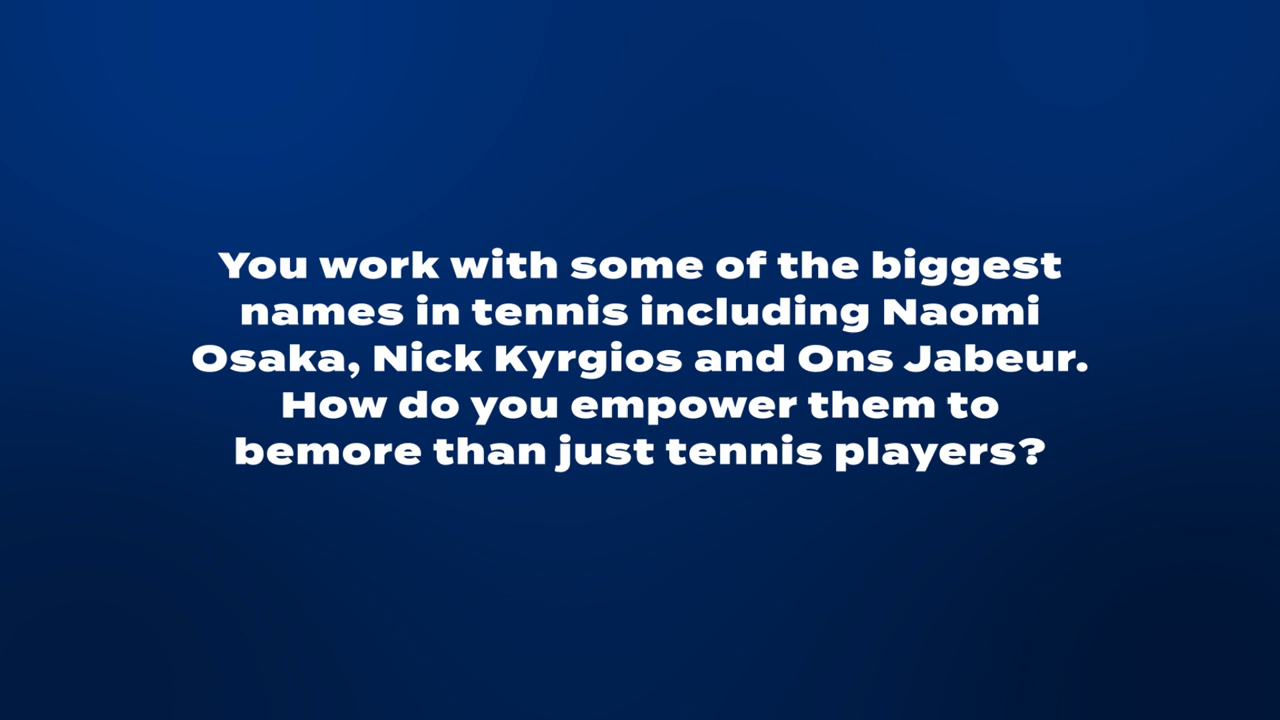 You work with some of the biggest
names in tennis including Naomi
Osaka, Nick Kyrgios and Ons Jabeur.
How do you empower them to
bemore than just tennis players?